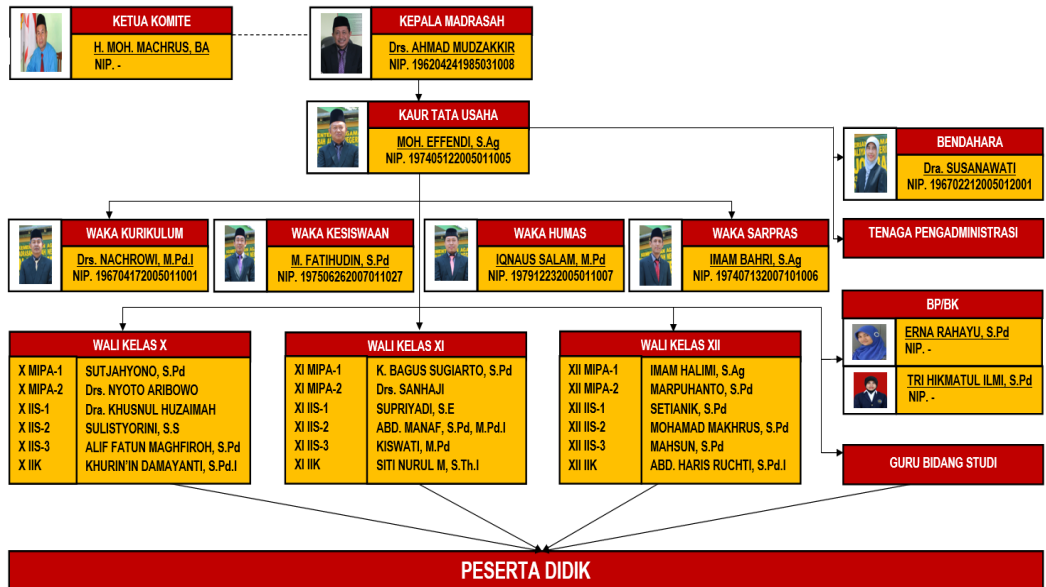 KETUA KOMITE
H. MOH. MACHRUS, BA
NIP. -
KEPALA MADRASAH
Drs. AHMAD MUDZAKKIR
NIP. 196204241985031008
KAUR TATA USAHA
MOH. EFFENDI, S.Ag
NIP. 197405122005011005
BENDAHARA
Dra. SUSANAWATI
NIP. 196702212005012001
TENAGA PENGADMINISTRASI
WAKA KURIKULUM
Drs. NACHROWI, M.Pd.I
NIP. 196704172005011001
WAKA KESISWAAN
M. FATIHUDIN, S.Pd
NIP. 197506262007011027
WAKA HUMAS
IQNAUS SALAM, M.Pd
NIP. 197912232005011007
WAKA SARPRAS
IMAM BAHRI, S.Ag
NIP. 197407132007101006
BP/BK
ERNA RAHAYU, S.Pd
NIP. -
TRI HIKMATUL ILMI, S.Pd
NIP. -
WALI KELAS X
X MIPA-1 SUTJAHYONO, S.Pd
X MIPA-2 Drs. NYOTO ARIBOWO
X IIS-1 Dra. KHUSNUL HUZAIMAH
X IIS-2 SULISTYORINI, S.S
X IIS-3 ALIF FATUN MAGHFIROH, S.Pd
X IIK KHURIN'IN DAMAYANTI, S.Pd.I
WALI KELAS XI
XI MIPA-1 K. BAGUS SUGIARTO, S.Pd
XI MIPA-2 Drs. SANHAJI
XI IIS-1 SUPRIYADI, S.E
XI IIS-2 ABD. MANAF, S.Pd, M.Pd.I
XI IIS-3 KISWATI, M.Pd
XI IIK SITI NURUL M, S.Th.I
WALI KELAS XII
XII MIPA-1 IMAM HALIMI, S.Ag
XII MIPA-2 MARPUHANTO, S.Pd
XII IIS-1 SETIANIK, S.Pd
XII IIS-2 MOHAMAD MAKHRUS, S.Pd
XII IIS-3 MAHSUN, S.Pd
XII IIK ABD. HARIS RUCHTI, S.Pd.I
GURU BIDANG STUDI
PESERTA DIDIK